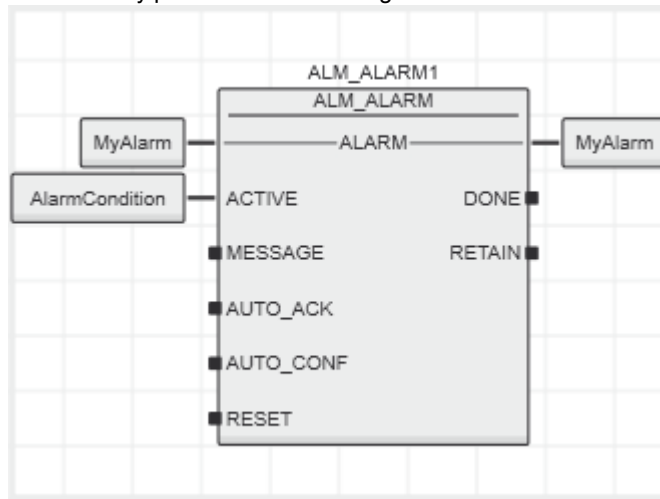 ALM_ALARM1
ALM_ALARM
MyAlarm ALARM MyAlarm
AlarmCondition ACTIVE DONE
MESSAGE RETAIN
AUTO_ACK
AUTO_CONF
RESET